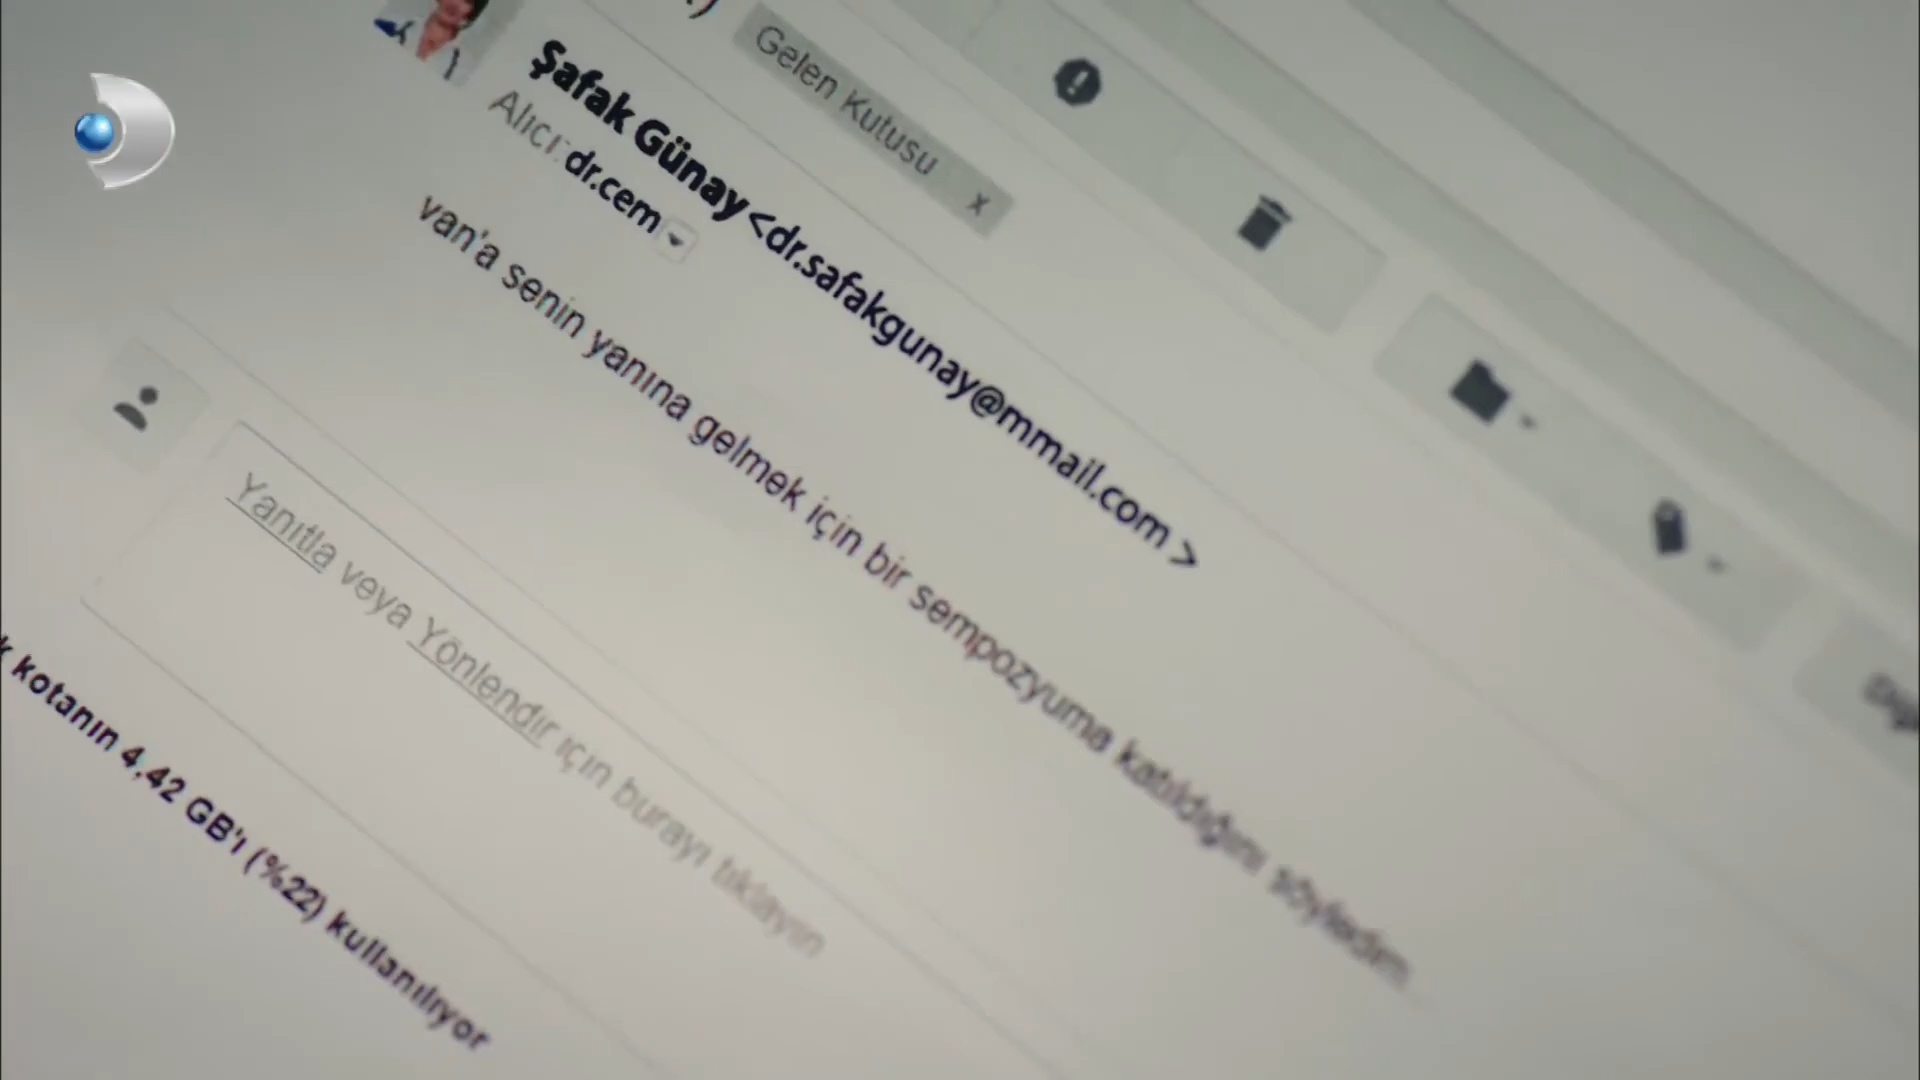 Gelen Kutusu x
Şafak Günay <dr.safakgunay@mmail.com >
Alıcı: dr.cem
van'a senin yanına gelmek için bir sempozyuma katıldığını söyledim
Yanıtla veya Yönlendir için burayı tıklayın
kotanın 4,42 GB'ı (%22) kullanılıyor